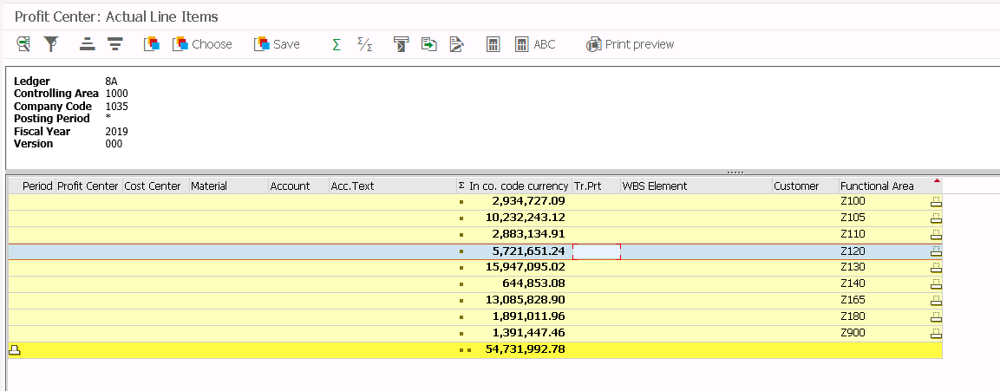 Profit Center: Actual Line Items
Choose Save Σ Σ/Σ ABC Print preview
Ledger 8A
Controlling Area 1000
Company Code 1035
Posting Period *
Fiscal Year 2019
Version 000
Period Profit Center Cost Center Material Account Acc.Text Σ In co. code currency Tr.Prt WBS Element Customer Functional Area
2,934,727.09 Z100
10,232,243.12 Z105
2,883,134.91 Z110
5,721,651.24 Z120
15,947,095.02 Z130
644,853.08 Z140
13,085,828.90 Z165
1,891,011.96 Z180
1,391,447.46 Z900
54,731,992.78